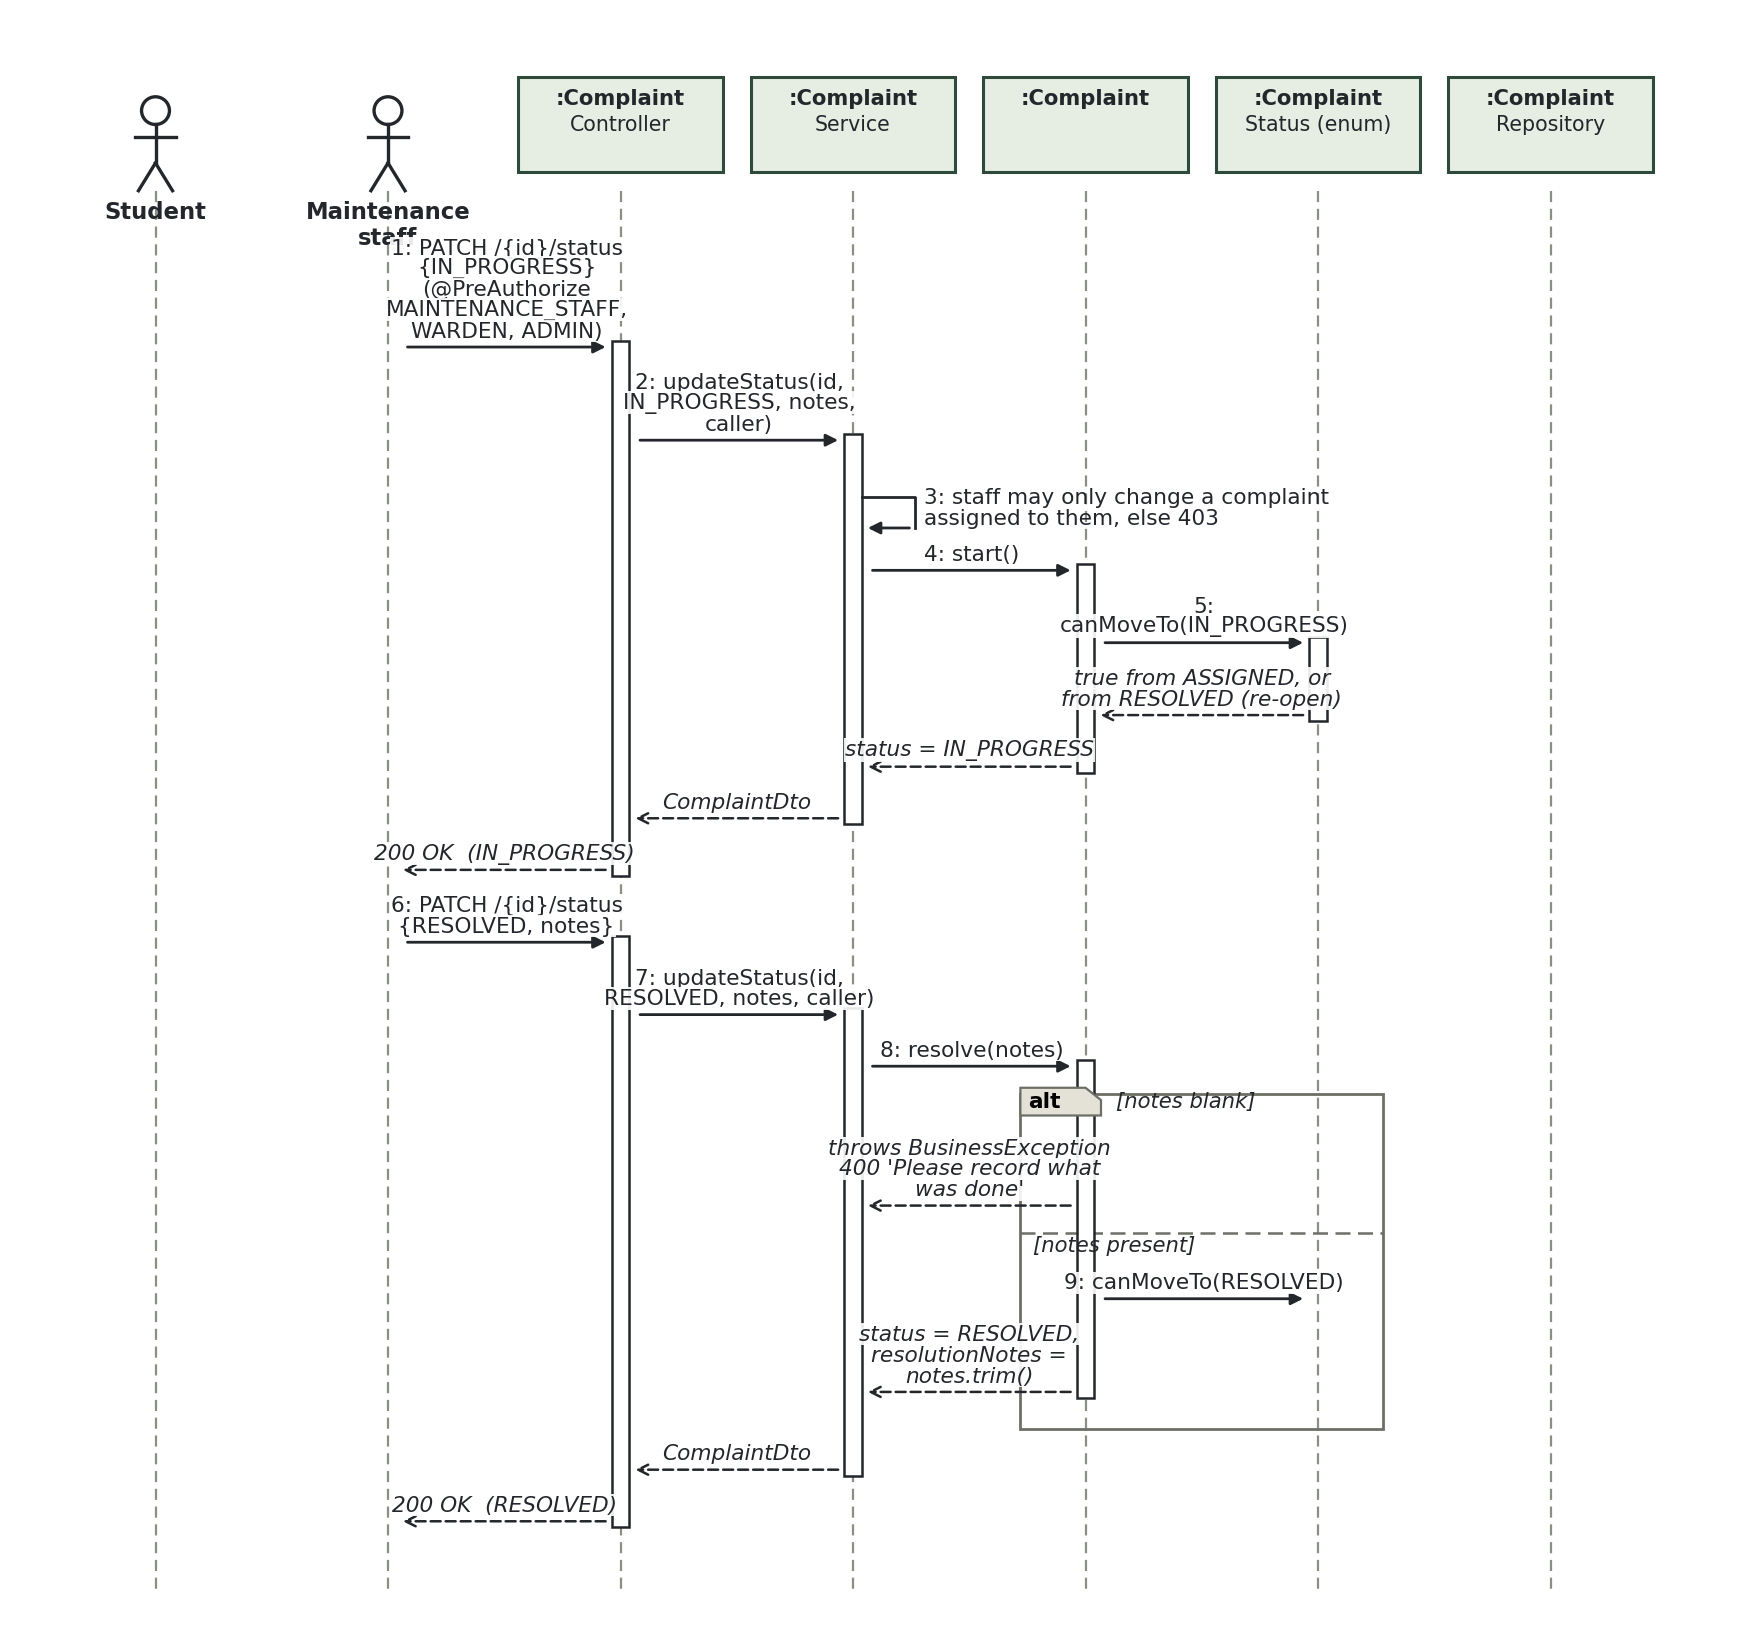 :Complaint
Controller
:Complaint
Service
:Complaint
:Complaint
Status (enum)
:Complaint
Repository
Student
Maintenance
staff
1: PATCH /{id}/status
{IN_PROGRESS}
(@PreAuthorize
MAINTENANCE_STAFF,
WARDEN, ADMIN)
2: updateStatus(id,
IN_PROGRESS, notes,
caller)
3: staff may only change a complaint
assigned to them, else 403
4: start()
5:
canMoveTo(IN_PROGRESS)
true from ASSIGNED, or
from RESOLVED (re-open)
status = IN_PROGRESS
ComplaintDto
200 OK  (IN_PROGRESS)
6: PATCH /{id}/status
{RESOLVED, notes}
7: updateStatus(id,
RESOLVED, notes, caller)
8: resolve(notes)
alt
[notes blank]
throws BusinessException
400 'Please record what
was done'
[notes present]
9: canMoveTo(RESOLVED)
status = RESOLVED,
resolutionNotes =
notes.trim()
ComplaintDto
200 OK  (RESOLVED)